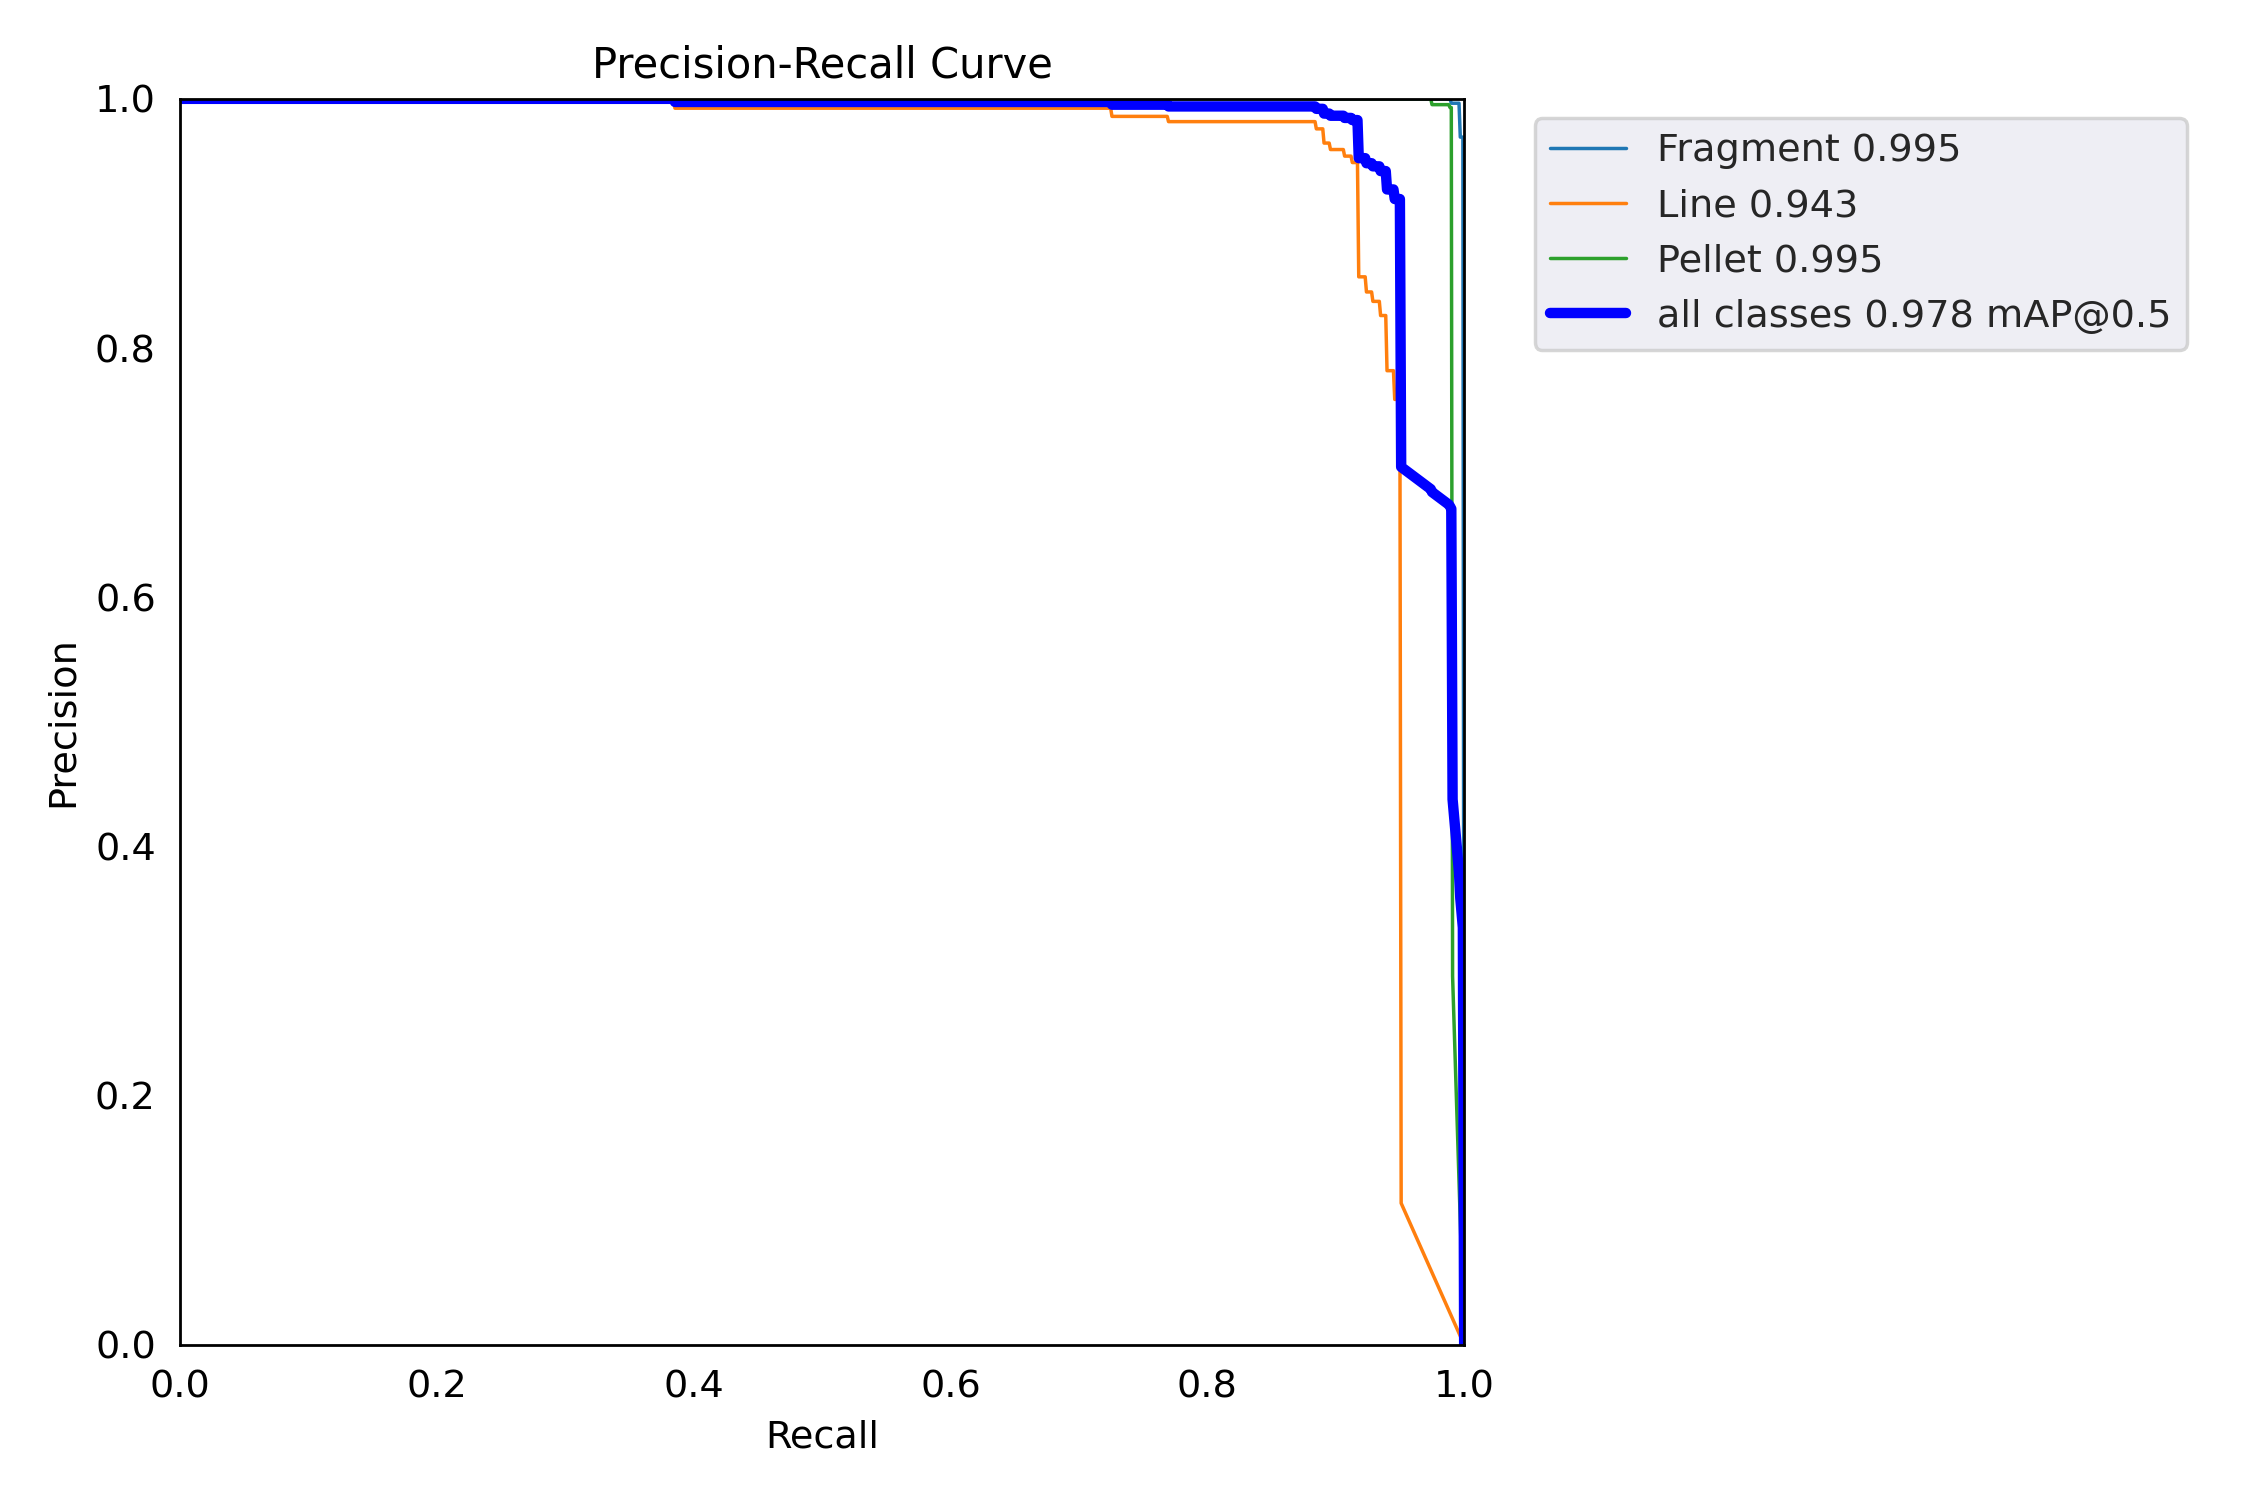 Precision-Recall Curve
1.0
0.8
0.6
0.4
0.2
0.0
Precision
0.0 0.2 0.4 0.6 0.8 1.0
Recall
Fragment 0.995
Line 0.943
Pellet 0.995
all classes 0.978 mAP@0.5